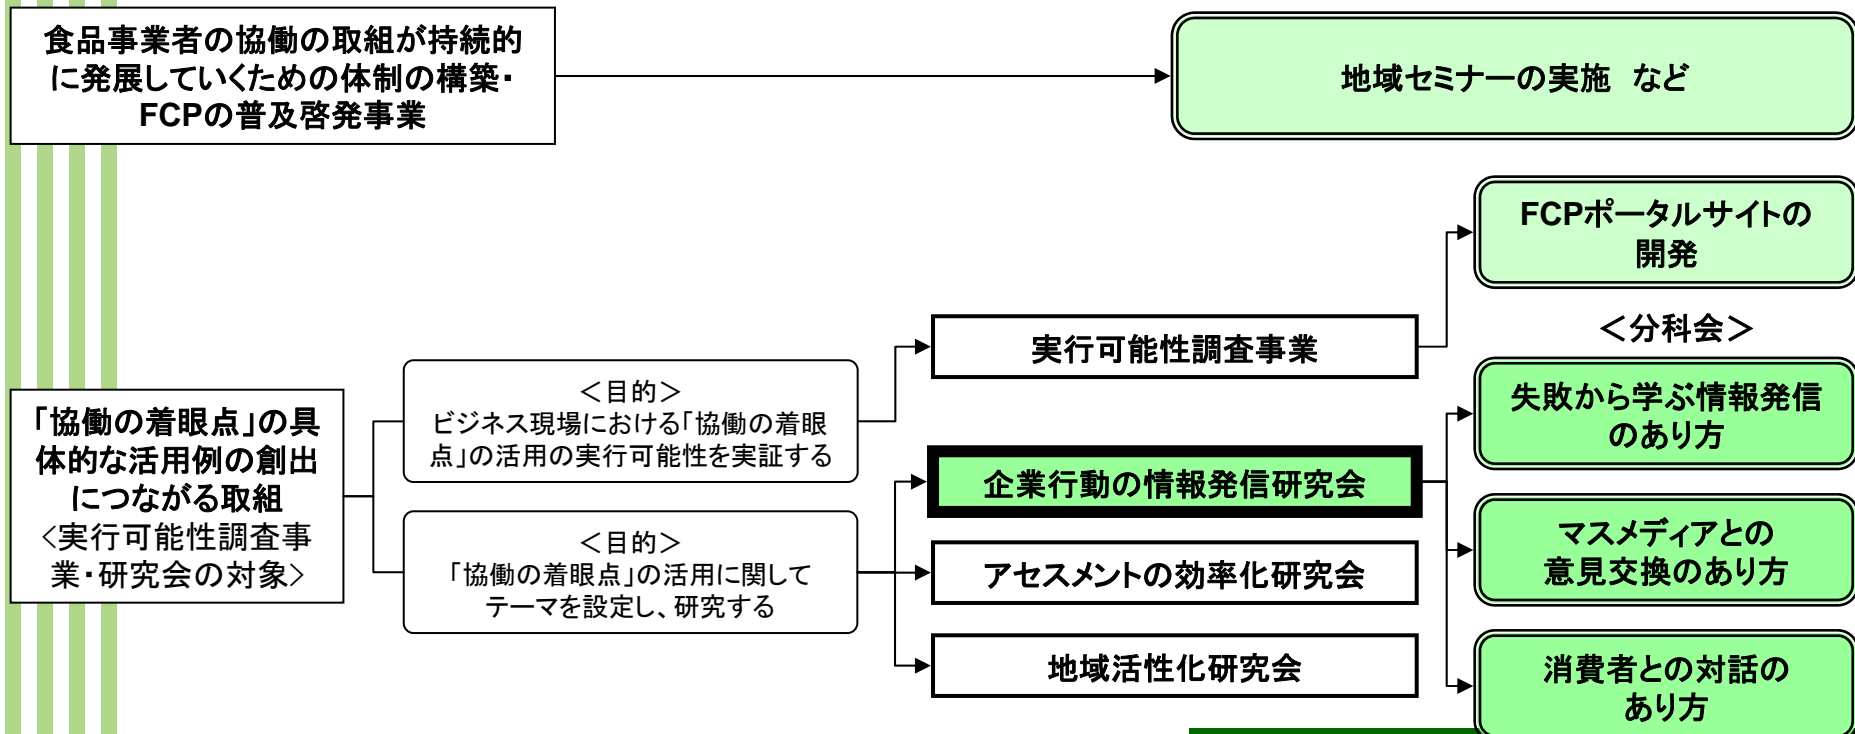 食品事業者の協働の取組が持続的
に発展していくための体制の構築・
FCPの普及啓発事業
地域セミナーの実施　など
FCPポータルサイトの
開発
＜分科会＞
実行可能性調査事業
＜目的＞
ビジネス現場における「協働の着眼
点」の活用の実行可能性を実証する
「協働の着眼点」の具
体的な活用例の創出
につながる取組
<実行可能性調査事
業・研究会の対象>
失敗から学ぶ情報発信
のあり方
企業行動の情報発信研究会
＜目的＞
「協働の着眼点」の活用に関して
テーマを設定し、研究する
マスメディアとの
意見交換のあり方
アセスメントの効率化研究会
地域活性化研究会
消費者との対話の
あり方